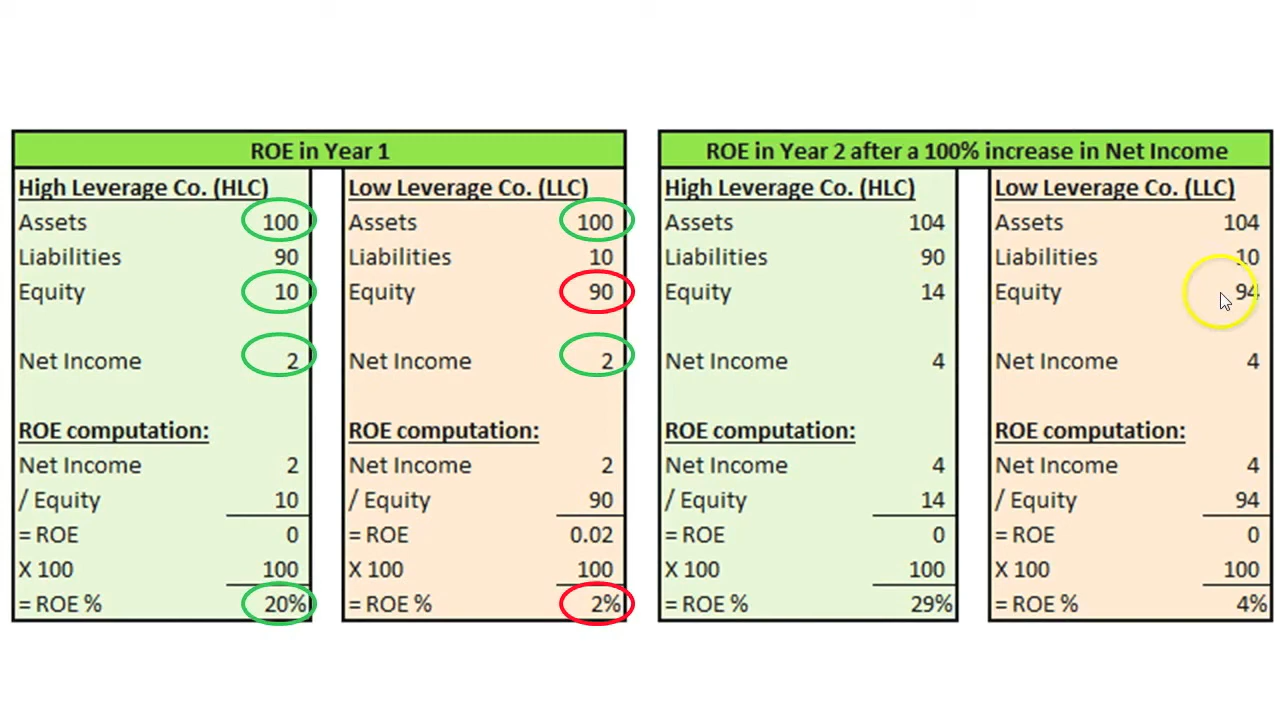 ROE in Year 1
High Leverage Co. (HLC)
Assets 100
Liabilities 90
Equity 10
Net Income 2
ROE computation:
Net Income 2
/ Equity 10
= ROE 0
X 100 100
= ROE % 20%
Low Leverage Co. (LLC)
Assets 100
Liabilities 10
Equity 90
Net Income 2
ROE computation:
Net Income 2
/ Equity 90
= ROE 0.02
X 100 100
= ROE % 2%
ROE in Year 2 after a 100% increase in Net Income
High Leverage Co. (HLC)
Assets 104
Liabilities 90
Equity 14
Net Income 4
ROE computation:
Net Income 4
/ Equity 14
= ROE 0
X 100 100
= ROE % 29%
Low Leverage Co. (LLC)
Assets 104
Liabilities 10
Equity 94
Net Income 4
ROE computation:
Net Income 4
/ Equity 94
= ROE 0
X 100 100
= ROE % 4%